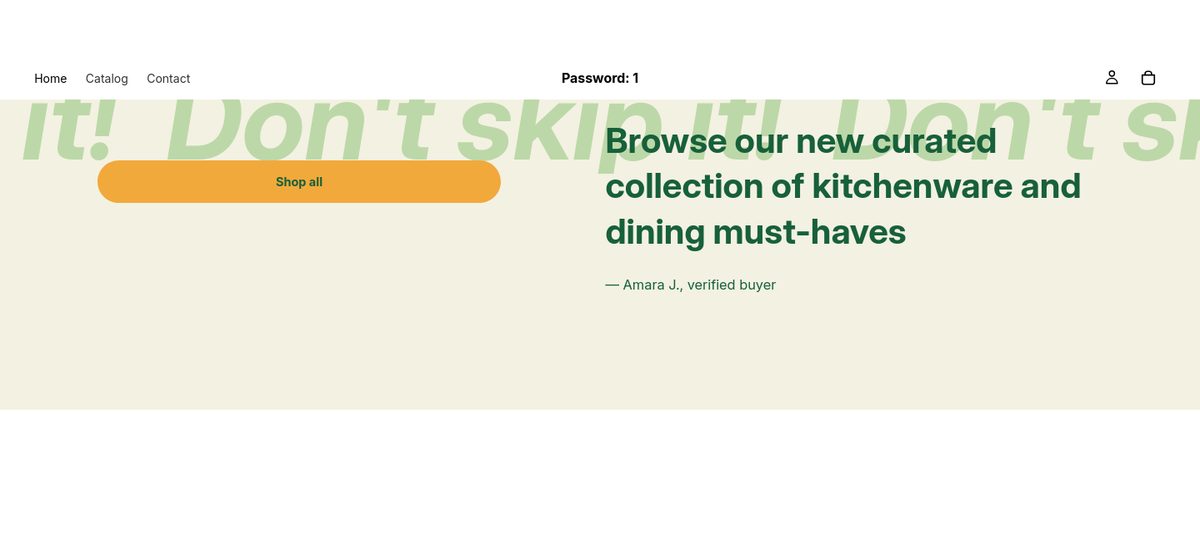 Home Catalog Contact
Password: 1
it! Don't skip it! Don't sk
Shop all
Browse our new curated
collection of kitchenware and
dining must-haves
— Amara J., verified buyer